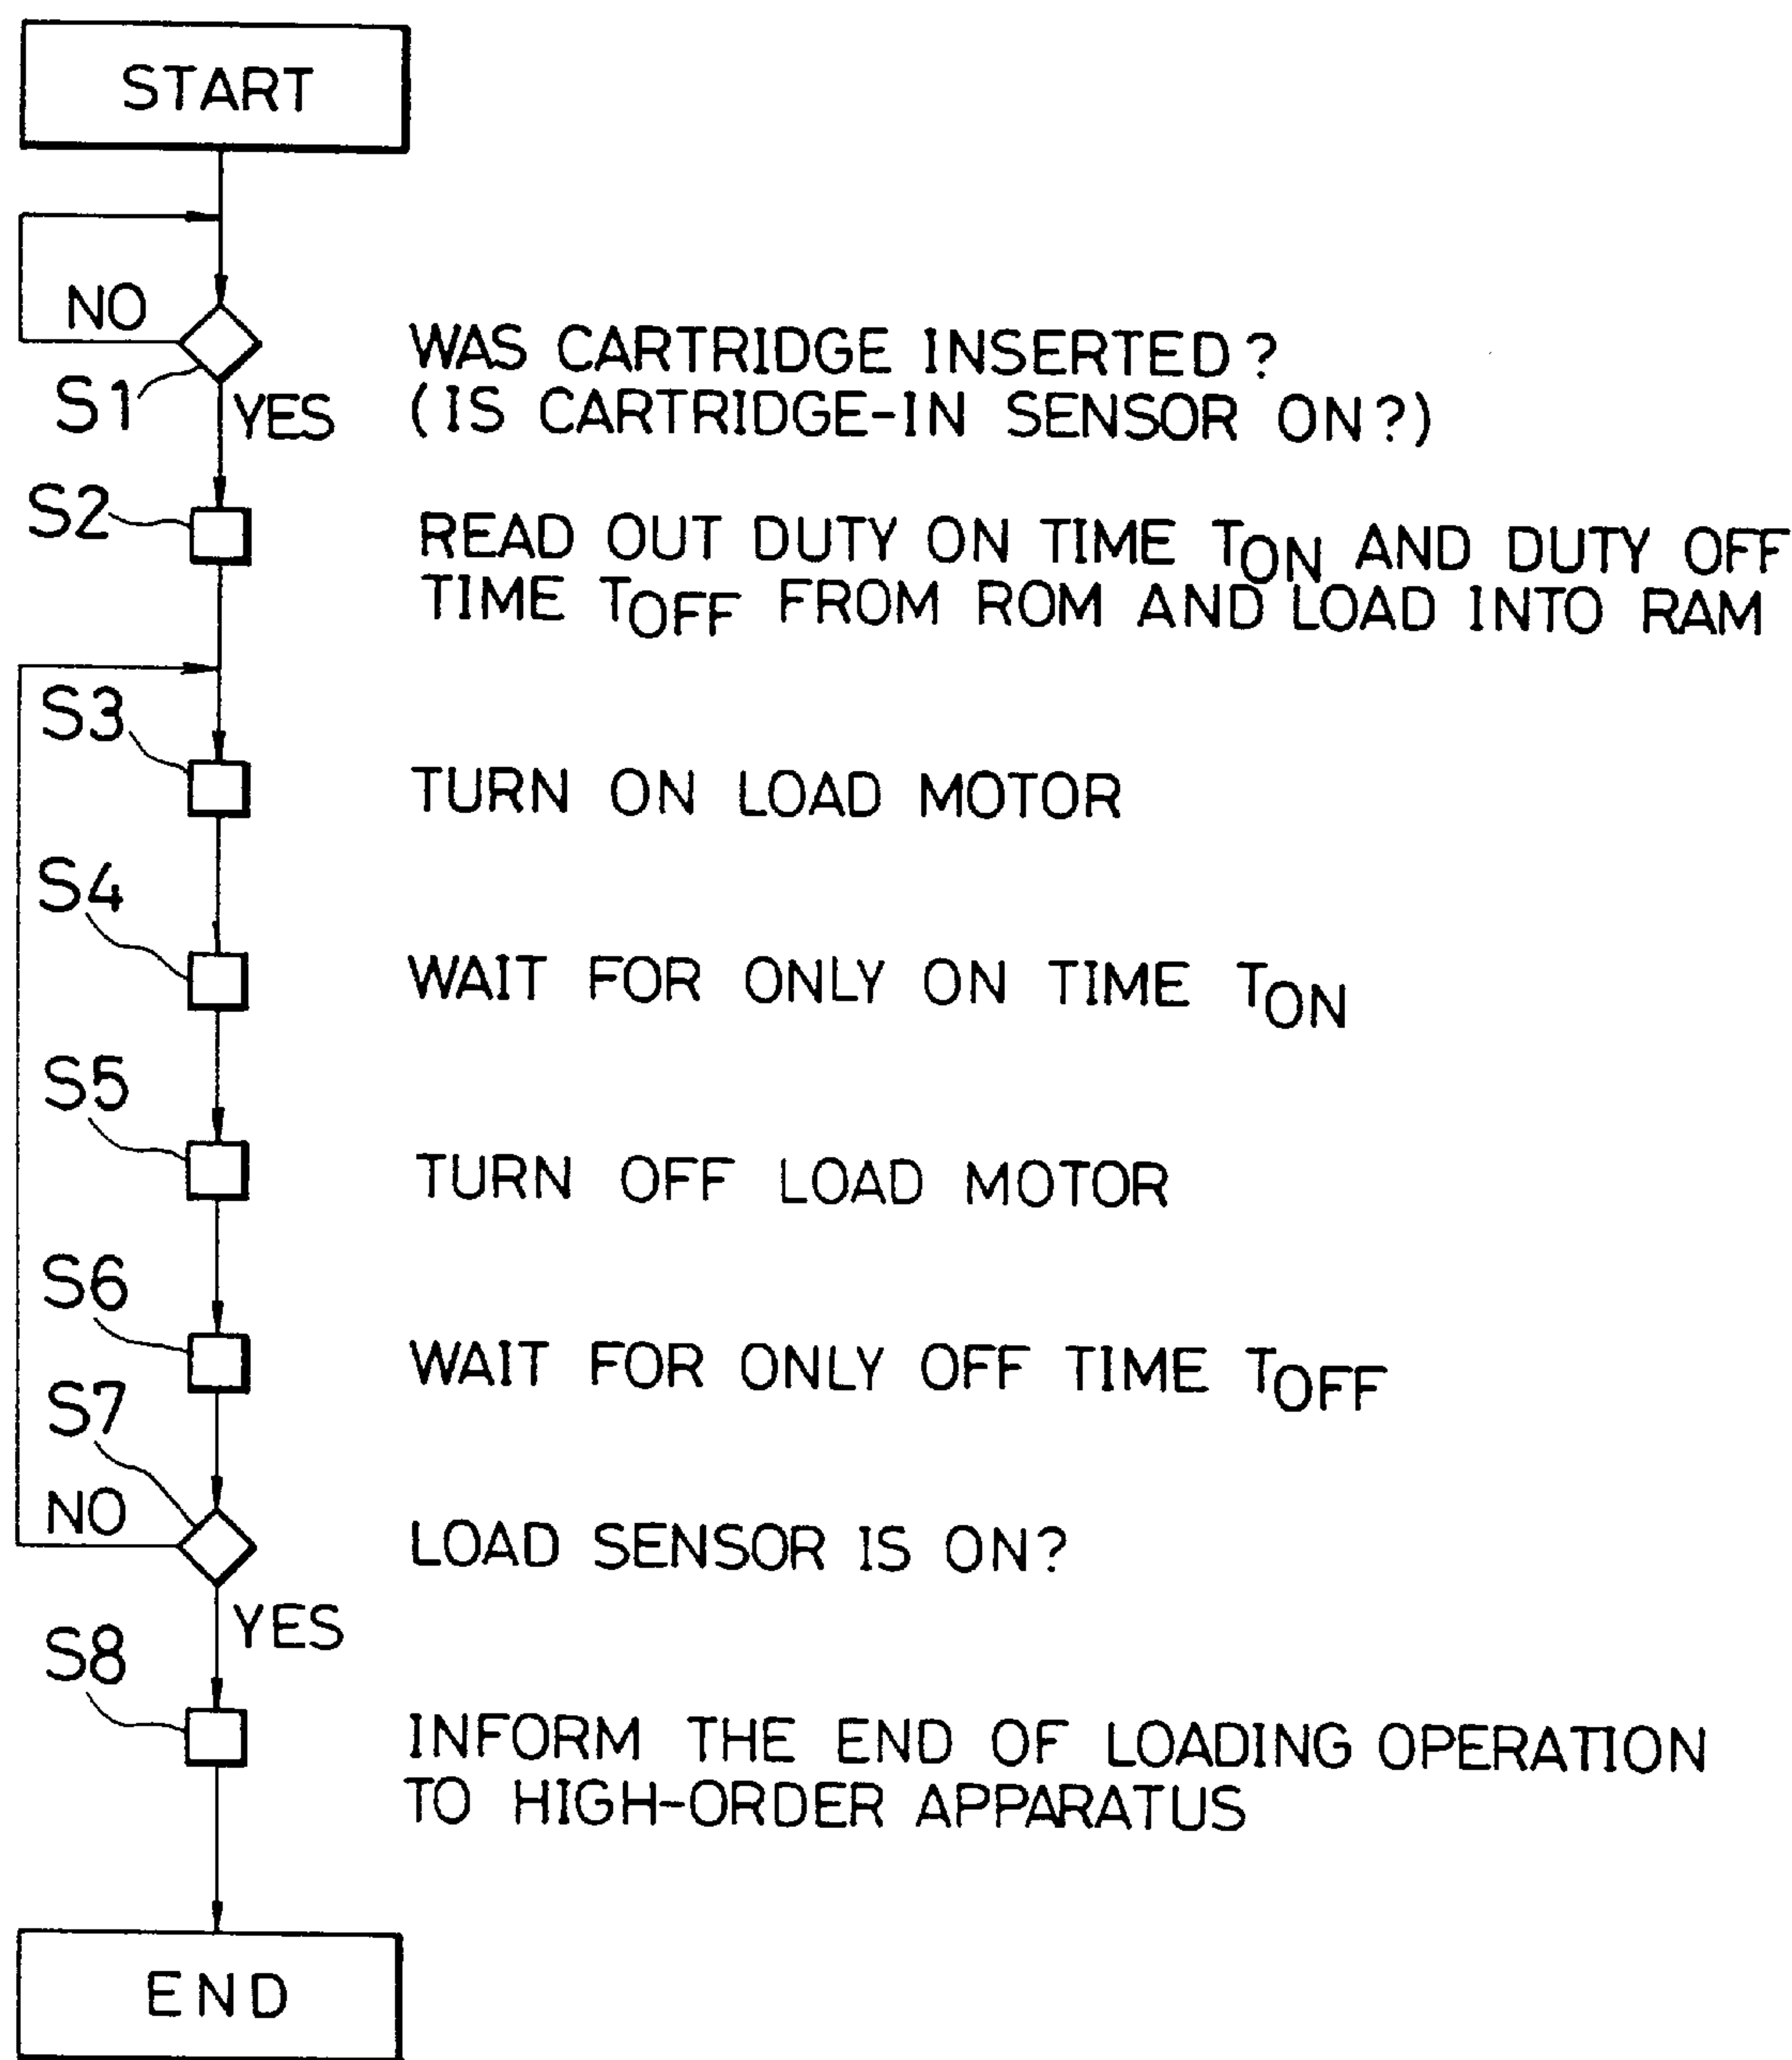 START
NO
S1
YES
WAS CARTRIDGE INSERTED?
(IS CARTRIDGE-IN SENSOR ON?)
S2
READ OUT DUTY ON TIME TON AND DUTY OFF
TIME TOFF FROM ROM AND LOAD INTO RAM
S3
TURN ON LOAD MOTOR
S4
WAIT FOR ONLY ON TIME TON
S5
TURN OFF LOAD MOTOR
S6
WAIT FOR ONLY OFF TIME TOFF
S7
NO
LOAD SENSOR IS ON?
YES
S8
INFORM THE END OF LOADING OPERATION
TO HIGH-ORDER APPARATUS
END